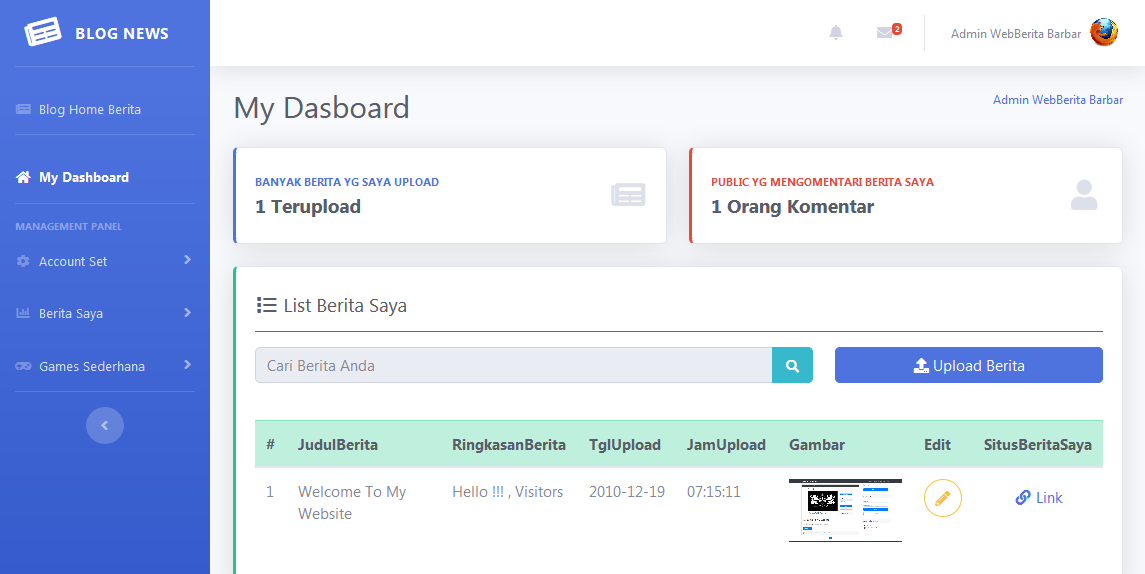 BLOG NEWS
2
Admin WebBerita Barbar
Blog Home Berita
My Dashboard
MANAGEMENT PANEL
Account Set
Berita Saya
Games Sederhana
My Dasboard
Admin WebBerita Barbar
BANYAK BERITA YG SAYA UPLOAD
1 Terupload
PUBLIC YG MENGOMENTARI BERITA SAYA
1 Orang Komentar
List Berita Saya
Cari Berita Anda
Upload Berita
# JudulBerita RingkasanBerita TglUpload JamUpload Gambar Edit SitusBeritaSaya
1 Welcome To My Hello !!! , Visitors 2010-12-19 07:15:11 Link
Website